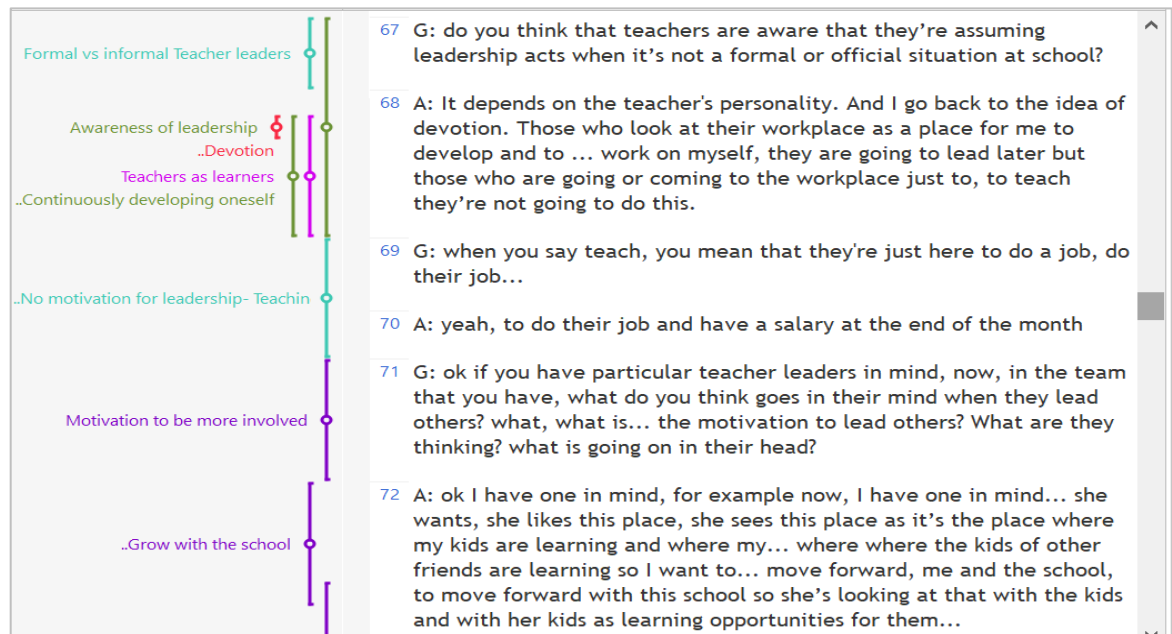 Formal vs informal Teacher leaders
Awareness of leadership
..Devotion
Teachers as learners
..Continuously developing oneself
..No motivation for leadership- Teachin
Motivation to be more involved
..Grow with the school
67 G: do you think that teachers are aware that they're assuming
leadership acts when it's not a formal or official situation at school?
68 A: It depends on the teacher's personality. And I go back to the idea of
devotion. Those who look at their workplace as a place for me to
develop and to ... work on myself, they are going to lead later but
those who are going or coming to the workplace just to, to teach
they're not going to do this.
69 G: when you say teach, you mean that they're just here to do a job, do
their job...
70 A: yeah, to do their job and have a salary at the end of the month
71 G: ok if you have particular teacher leaders in mind, now, in the team
that you have, what do you think goes in their mind when they lead
others? what, what is... the motivation to lead others? What are they
thinking? what is going on in their head?
72 A: ok I have one in mind, for example now, I have one in mind... she
wants, she likes this place, she sees this place as it's the place where
my kids are learning and where my... where where the kids of other
friends are learning so I want to... move forward, me and the school,
to move forward with this school so she's looking at that with the kids
and with her kids as learning opportunities for them...